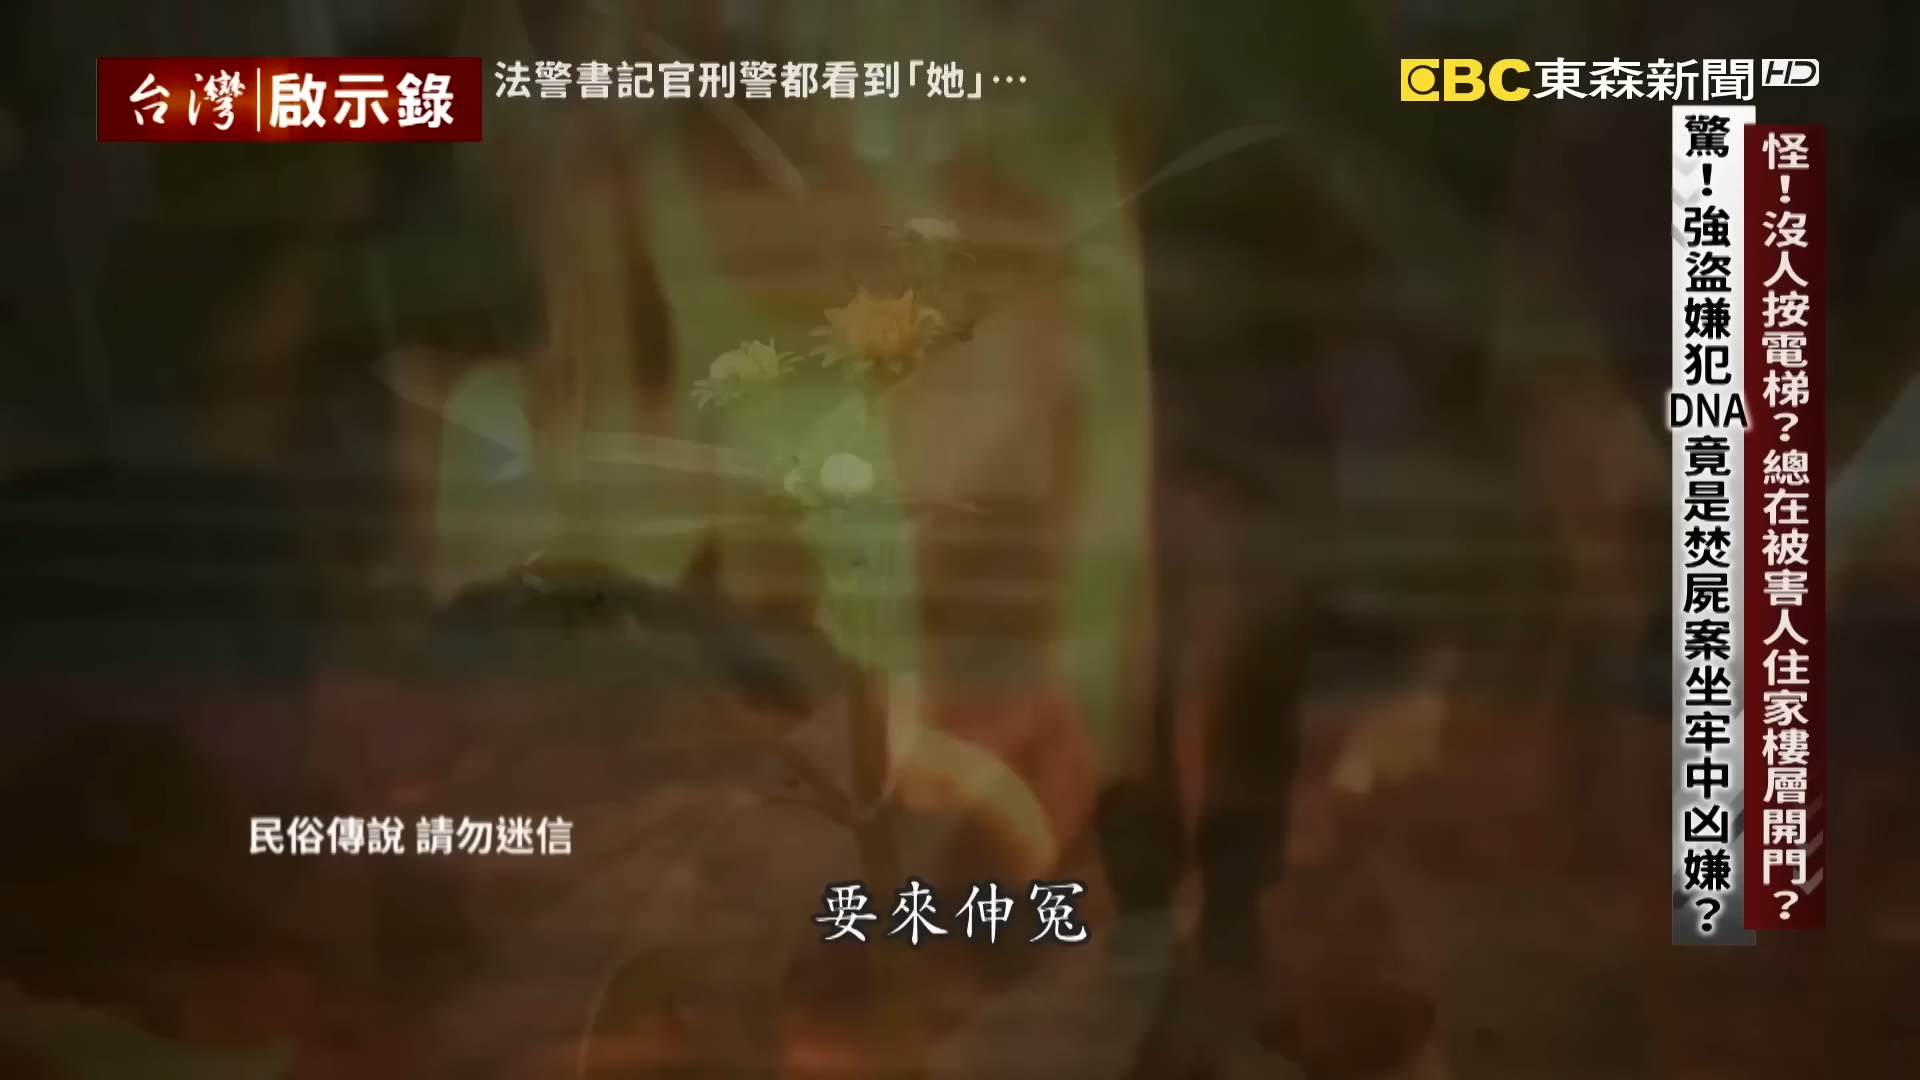 台灣啟示錄
法警書記官刑警都看到「她」…
EBC東森新聞HD
怪！沒人按電梯？總在被害人住家樓層開門？
驚！強盜嫌犯DNA竟是焚屍案坐牢中凶嫌？
民俗傳說 請勿迷信
要來伸冤